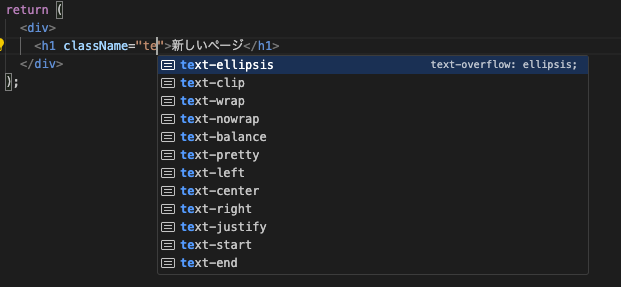 return (
<div>
<h1 className="te">新しいページ</h1>
</div>
);
text-ellipsis text-overflow: ellipsis;
text-clip
text-wrap
text-nowrap
text-balance
text-pretty
text-left
text-center
text-right
text-justify
text-start
text-end